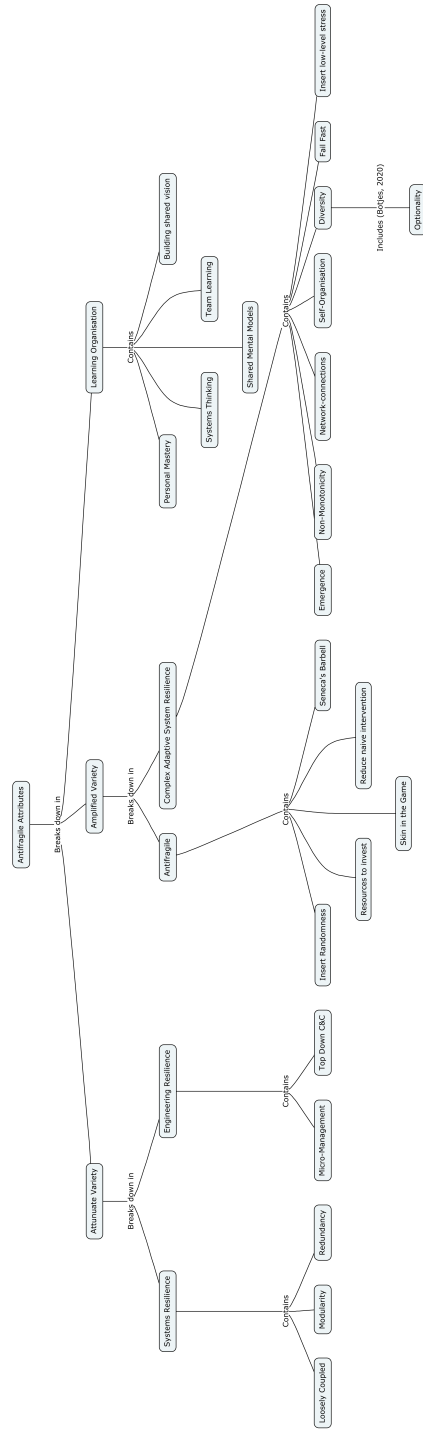 Antifragile Attributes
Breaks down in
Attunuate Variety
Amplified Variety
Learning Organisation
Breaks down in
Breaks down in
Contains
Systems Resilience
Engineering Resilience
Antifragile
Complex Adaptive System Resilience
Personal Mastery
Building shared vision
Systems Thinking
Team Learning
Shared Mental Models
Contains
Contains
Contains
Contains
Loosely Coupled
Modularity
Redundancy
Micro-Management
Top Down C&C
Insert Randomness
Seneca's Barbell
Emergence
Non-Monotonicity
Network-connections
Self-Organisation
Diversity
Fail Fast
Insert low-level stress
Resources to invest
Reduce naive intervention
Includes (Botjes, 2020)
Skin in the Game
Optionality